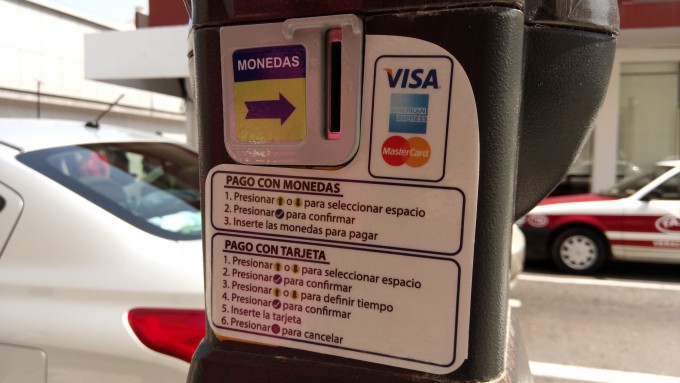 MONEDAS
VISA
AMERICAN EXPRESS
MasterCard
PAGO CON MONEDAS
1. Presionar o para seleccionar espacio
2. Presionar para confirmar
3. Inserte las monedas para pagar
PAGO CON TARJETA
1. Presionar o para seleccionar espacio
2. Presionar para confirmar
3. Presionar o para definir tiempo
4. Presionar para confirmar
5. Inserte la tarjeta
6. Presionar para cancelar